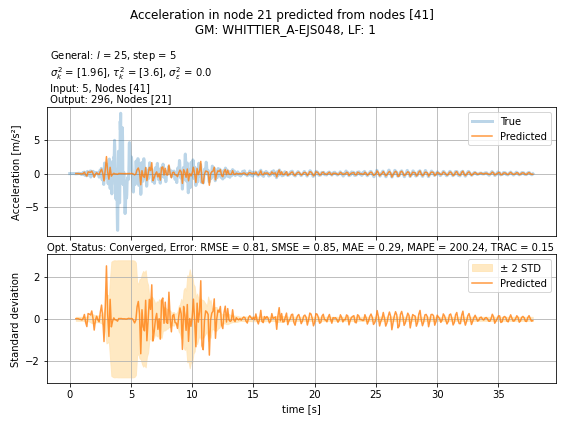 Acceleration in node 21 predicted from nodes [41]
GM: WHITTIER_A-EJS048, LF: 1
General: l = 25, step = 5
σ²ₖ = [1.96], τ²ₖ = [3.6], σ²ε = 0.0
Input: 5, Nodes [41]
Output: 296, Nodes [21]
Acceleration [m/s²]
5
0
−5
True
Predicted
Opt. Status: Converged, Error: RMSE = 0.81, SMSE = 0.85, MAE = 0.29, MAPE = 200.24, TRAC = 0.15
Standard deviation
2
0
−2
± 2 STD
Predicted
0 5 10 15 20 25 30 35
time [s]